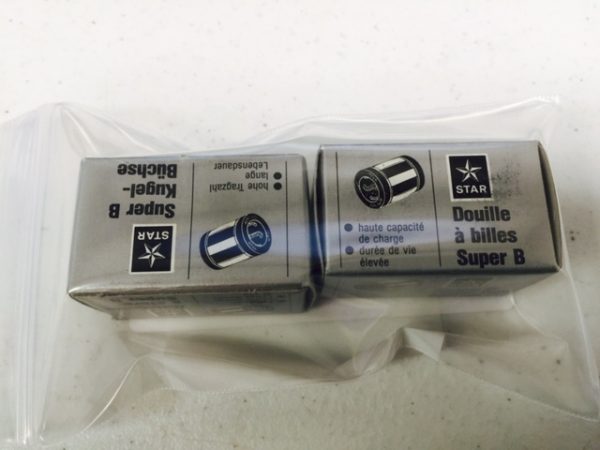 Super B
Kugel-
Büchse
STAR
● hohe Tragzahl
● lange
Lebensdauer
STAR
Douille
à billes
Super B
● haute capacité
de charge
● durée de vie
élevée